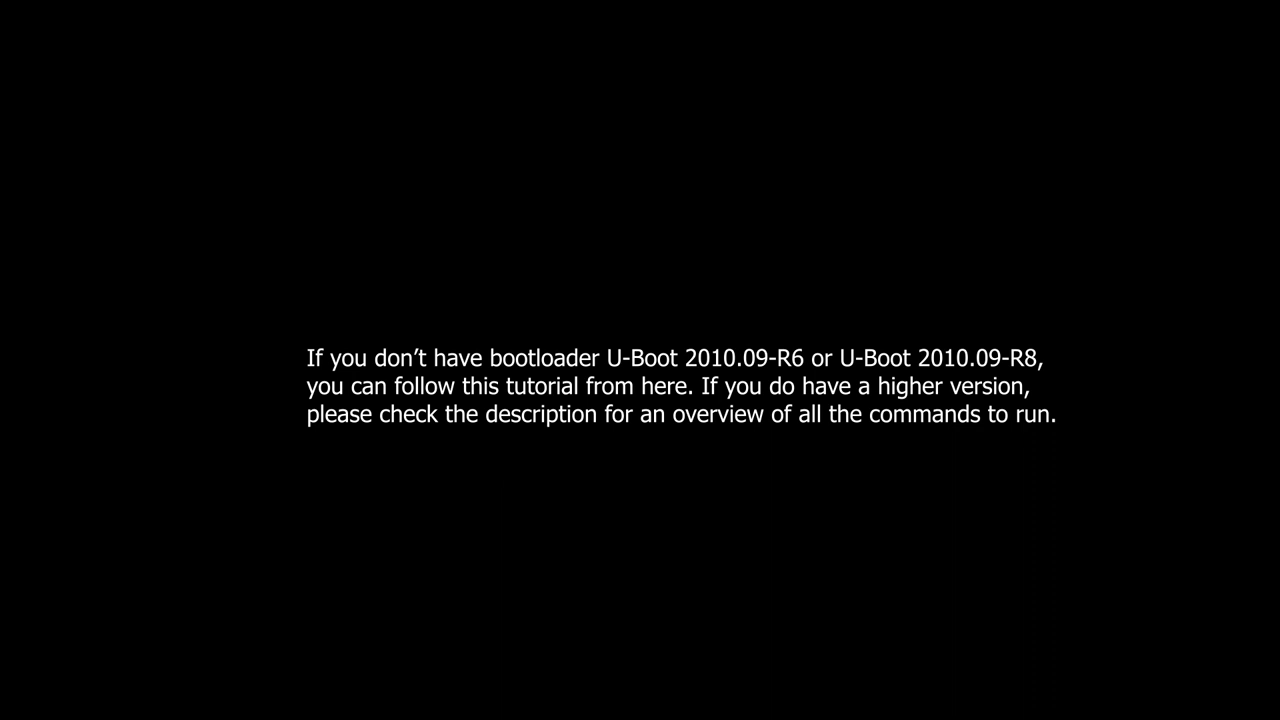 If you don’t have bootloader U-Boot 2010.09-R6 or U-Boot 2010.09-R8,
you can follow this tutorial from here. If you do have a higher version,
please check the description for an overview of all the commands to run.